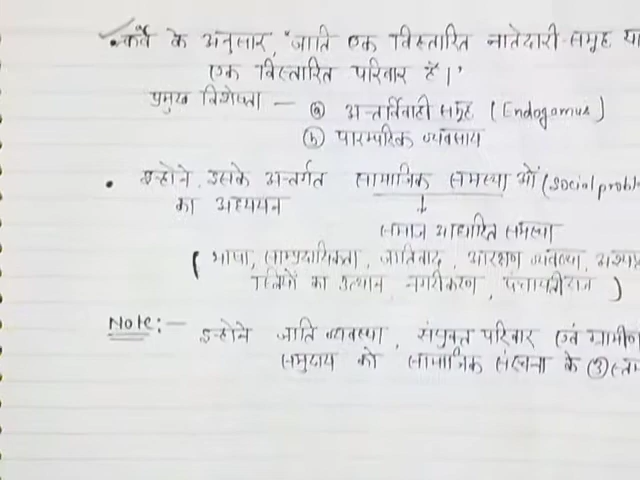 कर्वे के अनुसार, "जाति एक विस्तारित नातेदारी समूह या
एक विस्तारित परिवार है।"
प्रमुख विशेषता — ⓐ अन्तर्विवाही समूह (Endogamus)
ⓑ पारम्परिक व्यवसाय
• इन्होने इसके अन्तर्गत सामाजिक समस्याओं (Social probl
का अध्ययन
↓
समाज आधारित समस्या
(भाषा, साम्प्रदायिकता, जातिवाद, आरक्षण व्यवस्था,
का उत्थान नगरीकरण, पंचायतीराज)
Note:— इन्होने जाति व्यवस्था, संयुक्त परिवार एवं ग्रामीण
समुदाय को सामाजिक संरचना के ③ स्त